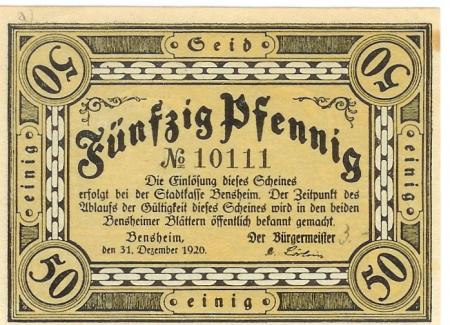 Seid
50
50
einig
einig
Fünfzig Pfennig
№ 10111
Die Einlösung dieses Scheines
erfolgt bei der Stadtkasse Bensheim. Der Zeitpunkt des
Ablaufs der Gültigkeit dieses Scheines wird in den beiden
Bensheimer Blättern öffentlich bekannt gemacht.
Bensheim,
den 31. Dezember 1920.
Der Bürgermeister
50
50
einig